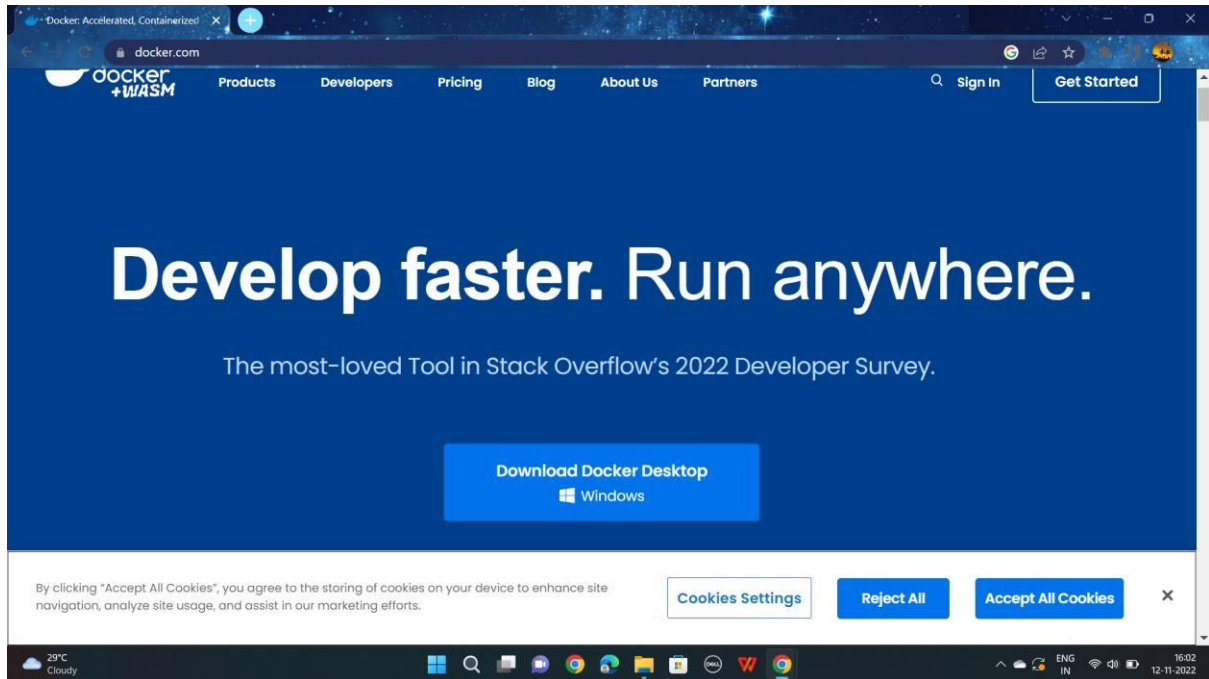 Docker: Accelerated, Containerized
docker.com
docker
+WASM
Products Developers Pricing Blog About Us Partners Sign In Get Started
Develop faster. Run anywhere.
The most-loved Tool in Stack Overflow's 2022 Developer Survey.
Download Docker Desktop
Windows
By clicking "Accept All Cookies", you agree to the storing of cookies on your device to enhance site
navigation, analyze site usage, and assist in our marketing efforts.
Cookies Settings Reject All Accept All Cookies
29°C
Cloudy
DELL
ENG
IN
16:02
12-11-2022